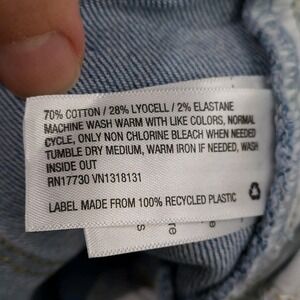 70% COTTON / 28% LYOCELL / 2% ELASTANE
MACHINE WASH WARM WITH LIKE COLORS, NORMAL
CYCLE, ONLY NON CHLORINE BLEACH WHEN NEEDED
TUMBLE DRY MEDIUM, WARM IRON IF NEEDED, WASH
INSIDE OUT
RN17730 VN1318131
LABEL MADE FROM 100% RECYCLED PLASTIC